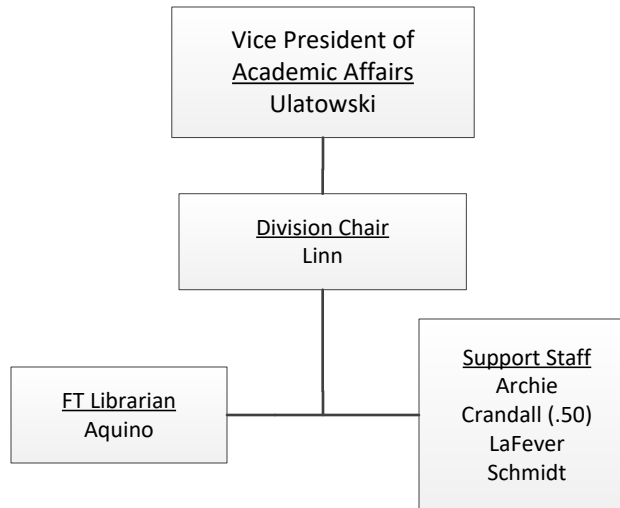 Vice President of
Academic Affairs
Ulatowski
Division Chair
Linn
FT Librarian
Aquino
Support Staff
Archie
Crandall (.50)
LaFever
Schmidt